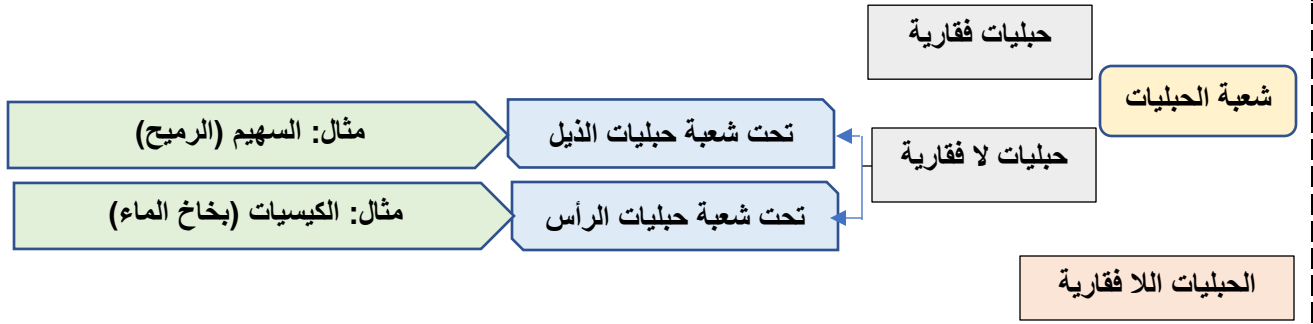 حبليات فقارية
شعبة الحبليات
حبليات لا فقارية
تحت شعبة حبليات الذيل
مثال: السهيم (الرميح)
تحت شعبة حبليات الرأس
مثال: الكيسيات (بخاخ الماء)
الحبليات اللا فقارية